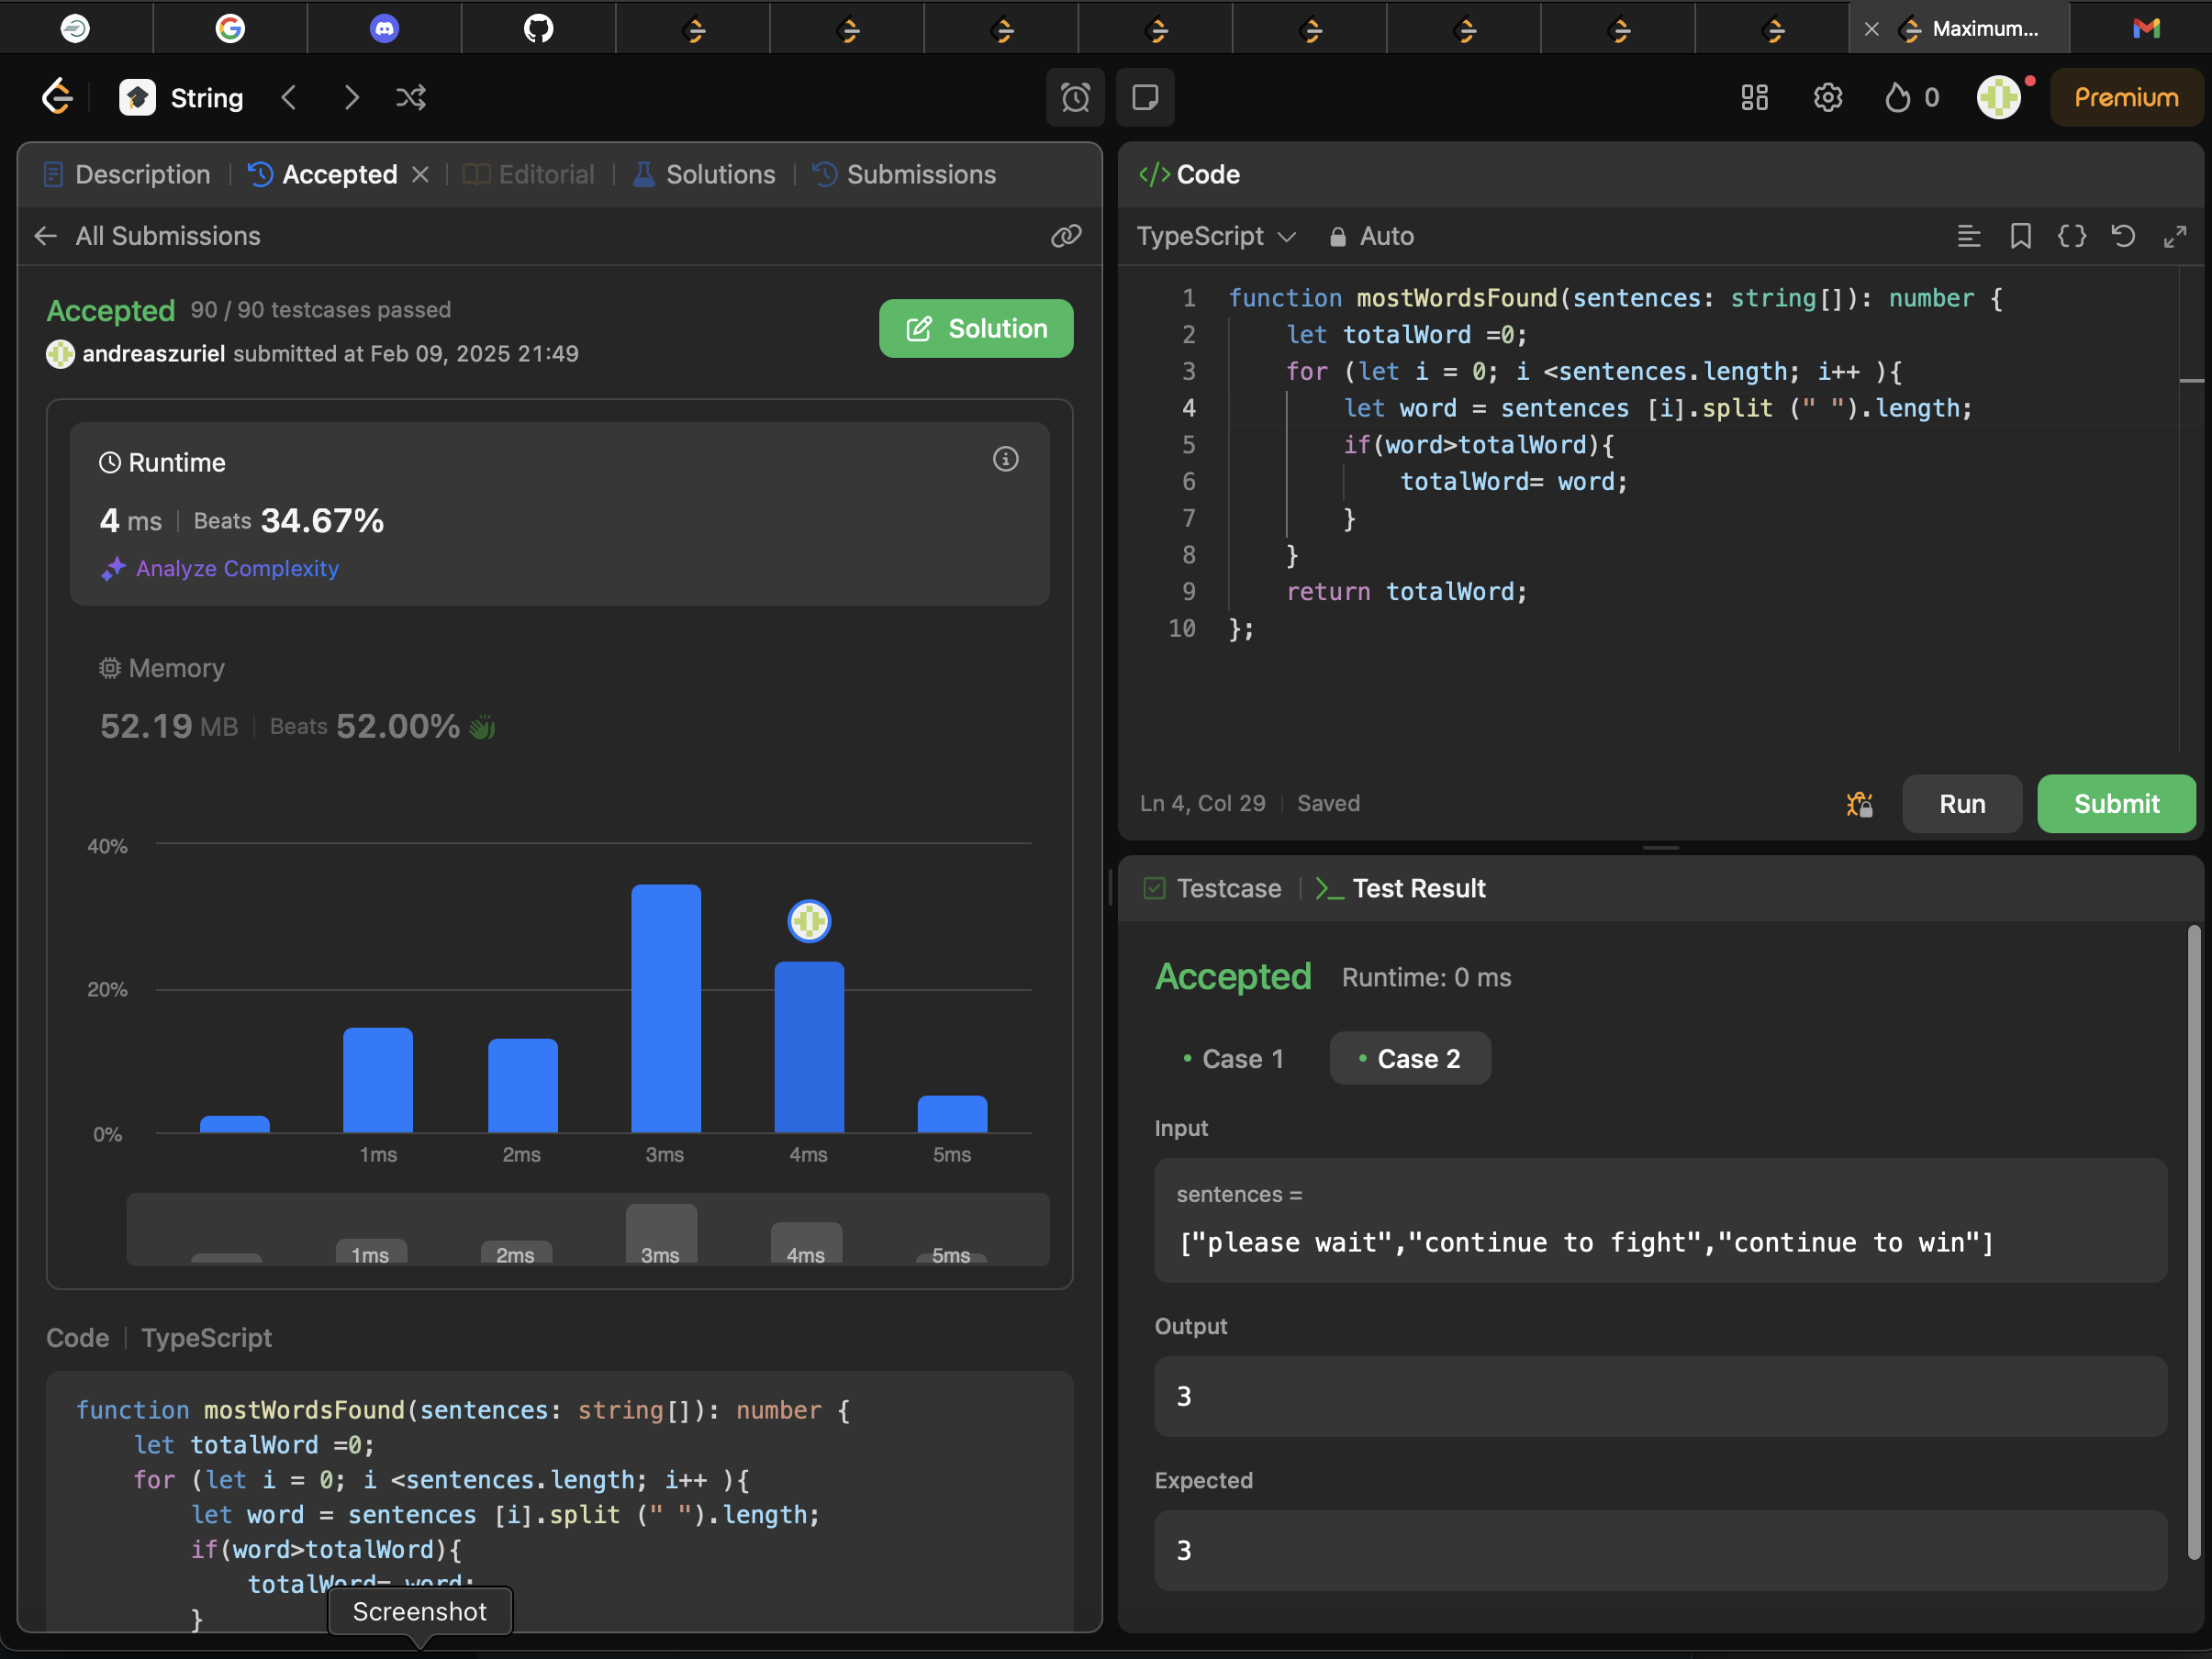 Maximum...
String
0
Premium
Description
Accepted
Editorial
Solutions
Submissions
All Submissions
Accepted 90 / 90 testcases passed
andreaszuriel submitted at Feb 09, 2025 21:49
Solution
Runtime
4 ms Beats 34.67%
Analyze Complexity
Memory
52.19 MB Beats 52.00%
40%
20%
0%
1ms 2ms 3ms 4ms 5ms
1ms 2ms 3ms 4ms 5ms
Code TypeScript
function mostWordsFound(sentences: string[]): number {
let totalWord =0;
for (let i = 0; i <sentences.length; i++ ){
let word = sentences [i].split (" ").length;
if(word>totalWord){
totalWord= word;
}
Screenshot
</> Code
TypeScript Auto
1 function mostWordsFound(sentences: string[]): number {
2 let totalWord =0;
3 for (let i = 0; i <sentences.length; i++ ){
4 let word = sentences [i].split (" ").length;
5 if(word>totalWord){
6 totalWord= word;
7 }
8 }
9 return totalWord;
10 };
Ln 4, Col 29 Saved
Run
Submit
Testcase
Test Result
Accepted Runtime: 0 ms
Case 1
Case 2
Input
sentences =
["please wait","continue to fight","continue to win"]
Output
3
Expected
3